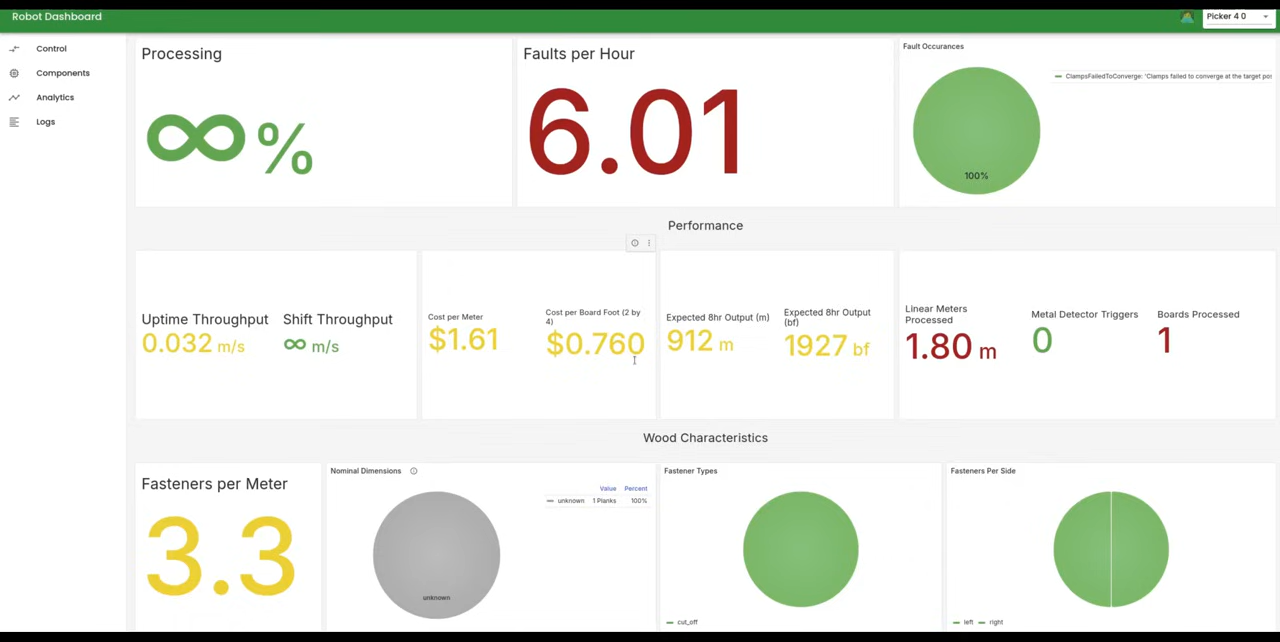 Robot Dashboard
Picker 4 0
Control
Components
Analytics
Logs
Processing
∞%
Faults per Hour
6.01
Fault Occurances
ClampsFailedToConverge: 'Clamps failed to converge at the target pos
100%
Performance
Uptime Throughput
0.032 m/s
Shift Throughput
∞ m/s
Cost per Meter
$1.61
Cost per Board Foot (2 by
4)
$0.760
Expected 8hr Output (m)
912 m
Expected 8hr Output
(bf)
1927 bf
Linear Meters
Processed
1.80 m
Metal Detector Triggers
0
Boards Processed
1
Wood Characteristics
Fasteners per Meter
3.3
Nominal Dimensions
Value Percent
unknown 1 Planks 100%
unknown
Fastener Types
cut_off
Fasteners Per Side
left right